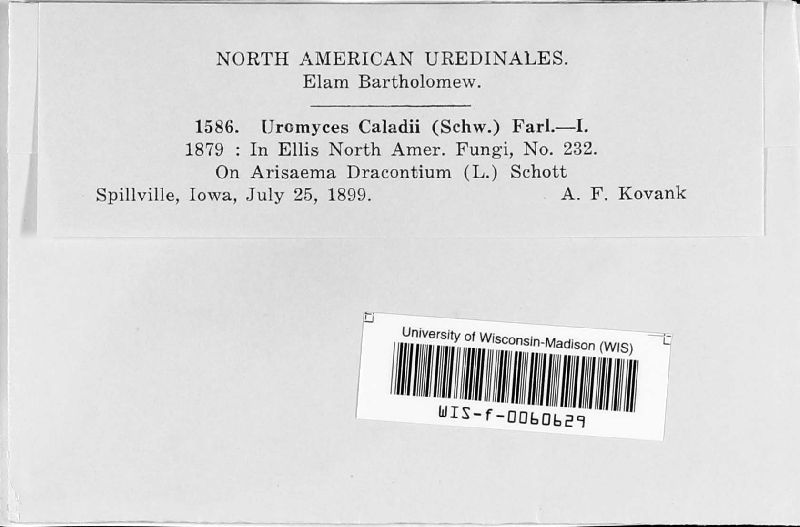 NORTH AMERICAN UREDINALES.
Elam Bartholomew.
1586. Uromyces Caladii (Schw.) Farl.—I.
1879 : In Ellis North Amer. Fungi, No. 232.
On Arisaema Dracontium (L.) Schott
Spillville, Iowa, July 25, 1899. A. F. Kovank
University of Wisconsin-Madison (WIS)
WIS-f-0060629